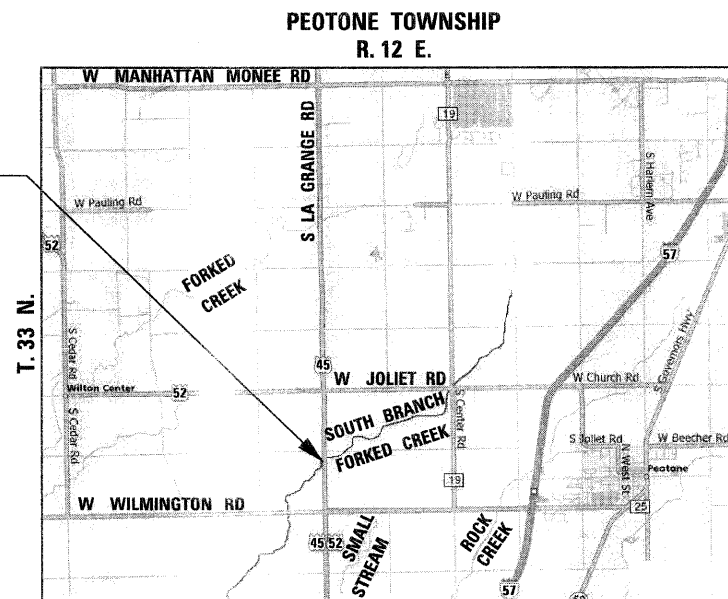 PEOTONE TOWNSHIP
R. 12 E.
W MANHATTAN MONEE RD
19
S LA GRANGE RD
S Harlem Ave
W Pauling Rd
W Pauling Rd
52
57
FORKED
CREEK
T. 33 N.
S Governors Hwy
S Cedar Rd
45
W JOLIET RD
W Church Rd
Wilton Center
52
S Cedar Rd
SOUTH BRANCH
FORKED CREEK
S Center Rd
S Joliet Rd
N West St
W Beecher Rd
Peotone
19
W WILMINGTON RD
25
45 52
SMALL
STREAM
ROCK
CREEK
57